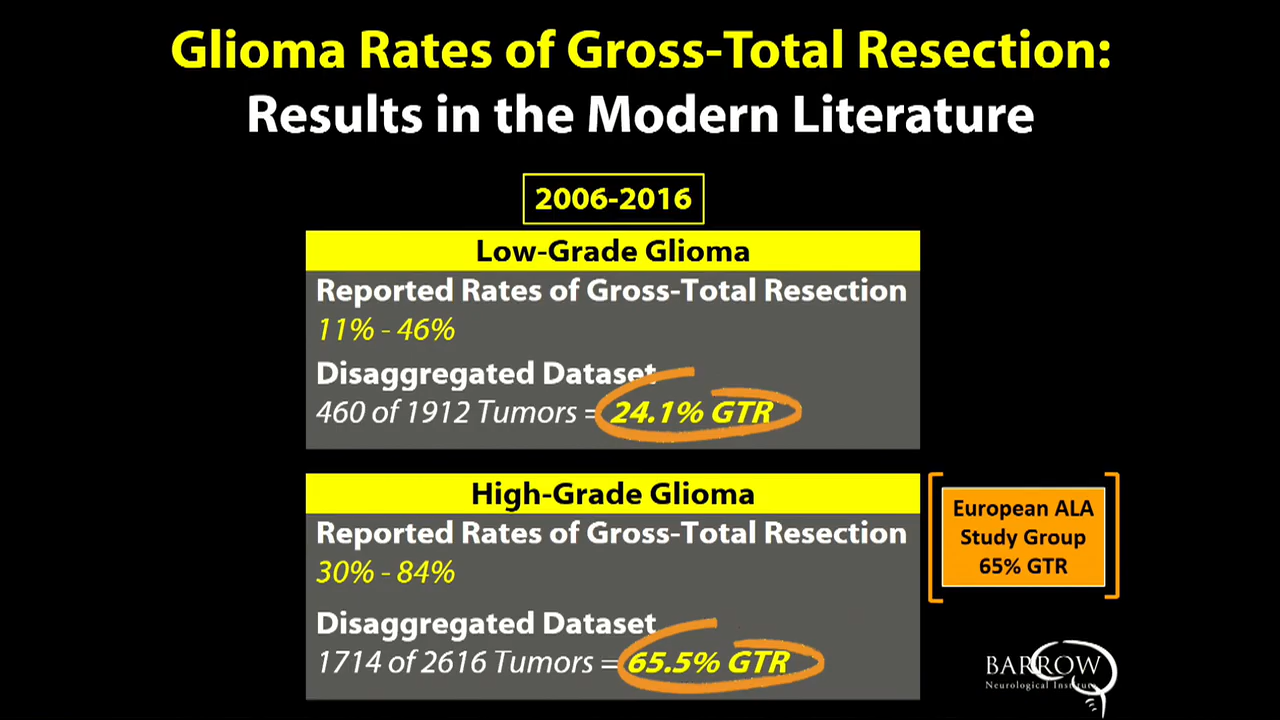 Glioma Rates of Gross-Total Resection:
Results in the Modern Literature
2006-2016
Low-Grade Glioma
Reported Rates of Gross-Total Resection
11% - 46%
Disaggregated Dataset
460 of 1912 Tumors = 24.1% GTR
High-Grade Glioma
Reported Rates of Gross-Total Resection
30% - 84%
Disaggregated Dataset
1714 of 2616 Tumors = 65.5% GTR
European ALA
Study Group
65% GTR
BARROW
Neurological Institute